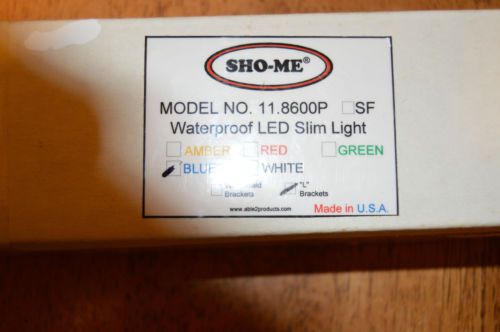 SHO-ME®
MODEL NO. 11.8600P SF
Waterproof LED Slim Light
AMBER RED GREEN
BLUE WHITE
"L"
Brackets Brackets
www.able2products.com
Made in U.S.A.